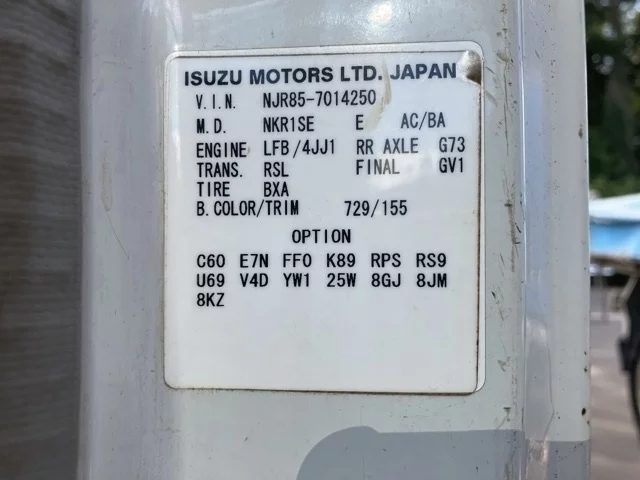 ISUZU MOTORS LTD. JAPAN
V.I.N. NJR85-7014250
M.D. NKR1SE E AC/BA
ENGINE LFB/4JJ1 RR AXLE G73
TRANS. RSL FINAL GV1
TIRE BXA
B.COLOR/TRIM 729/155
OPTION
C60 E7N FF0 K89 RPS RS9
U69 V4D YW1 25W 8GJ 8JM
8KZ